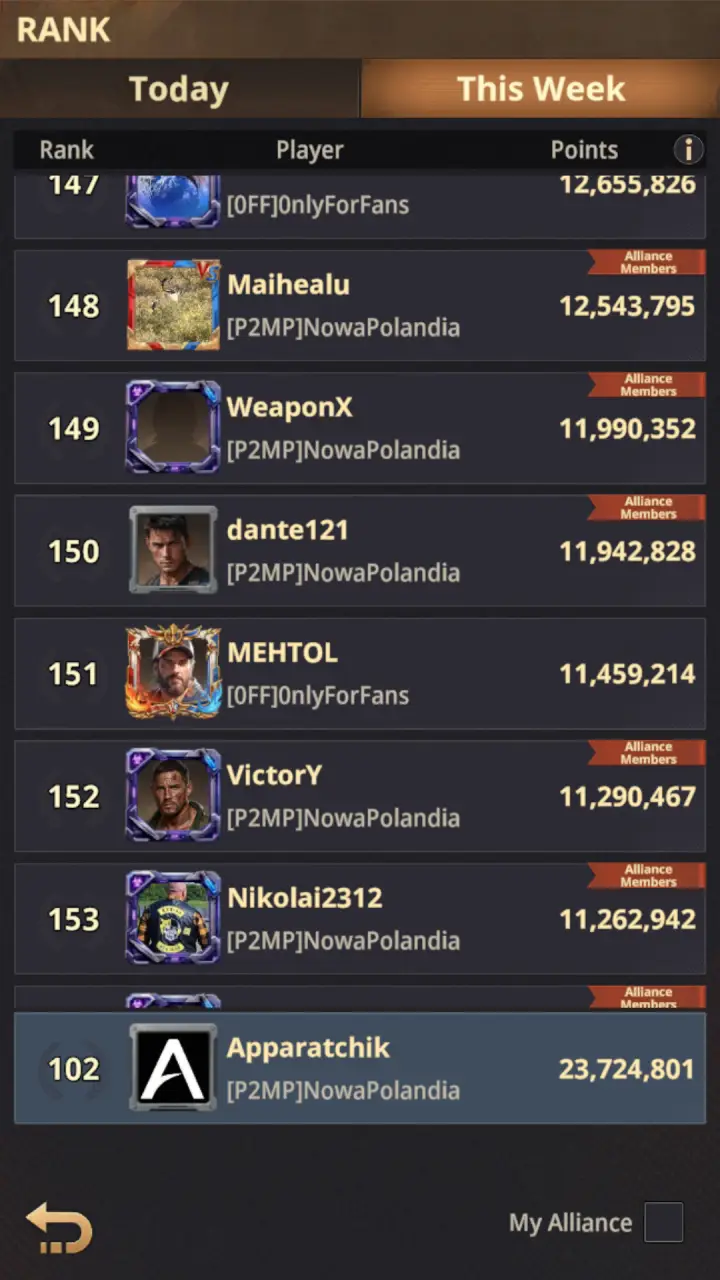 RANK
Today
This Week
Rank
Player
Points
147
[0FF]0nlyForFans
12,655,826
Alliance
Members
148
Maihealu
[P2MP]NowaPolandia
12,543,795
Alliance
Members
149
WeaponX
[P2MP]NowaPolandia
11,990,352
Alliance
Members
150
dante121
[P2MP]NowaPolandia
11,942,828
151
MEHTOL
[0FF]0nlyForFans
11,459,214
Alliance
Members
152
VictorY
[P2MP]NowaPolandia
11,290,467
Alliance
Members
153
Nikolai2312
[P2MP]NowaPolandia
11,262,942
Alliance
Members
102
Apparatchik
[P2MP]NowaPolandia
23,724,801
My Alliance